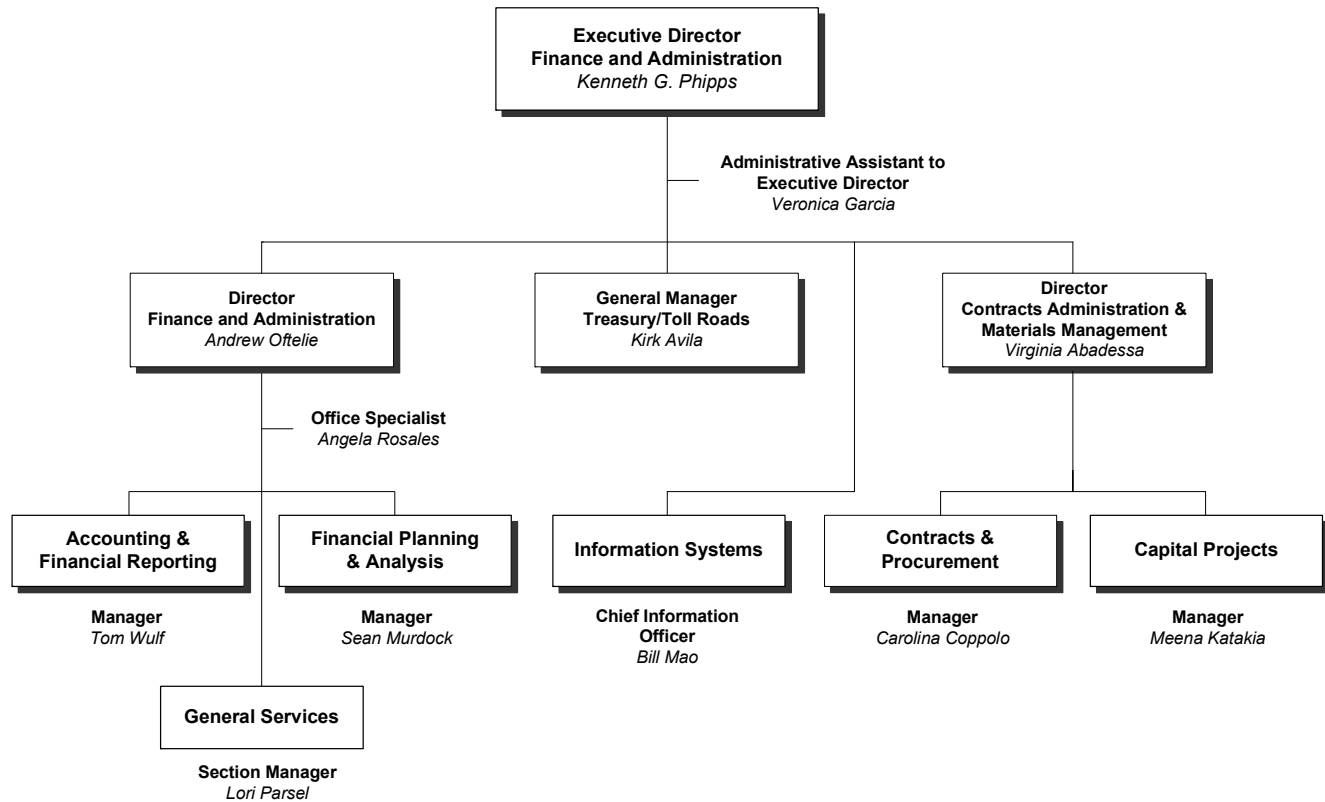 Executive Director
Finance and Administration
Kenneth G. Phipps
Administrative Assistant to
Executive Director
Veronica Garcia
Director
Finance and Administration
Andrew Oftelie
General Manager
Treasury/Toll Roads
Kirk Avila
Director
Contracts Administration &
Materials Management
Virginia Abadessa
Office Specialist
Angela Rosales
Accounting &
Financial Reporting
Manager
Tom Wulf
Financial Planning
& Analysis
Manager
Sean Murdock
Information Systems
Chief Information
Officer
Bill Mao
Contracts &
Procurement
Manager
Carolina Coppolo
Capital Projects
Manager
Meena Katakia
General Services
Section Manager
Lori Parsel